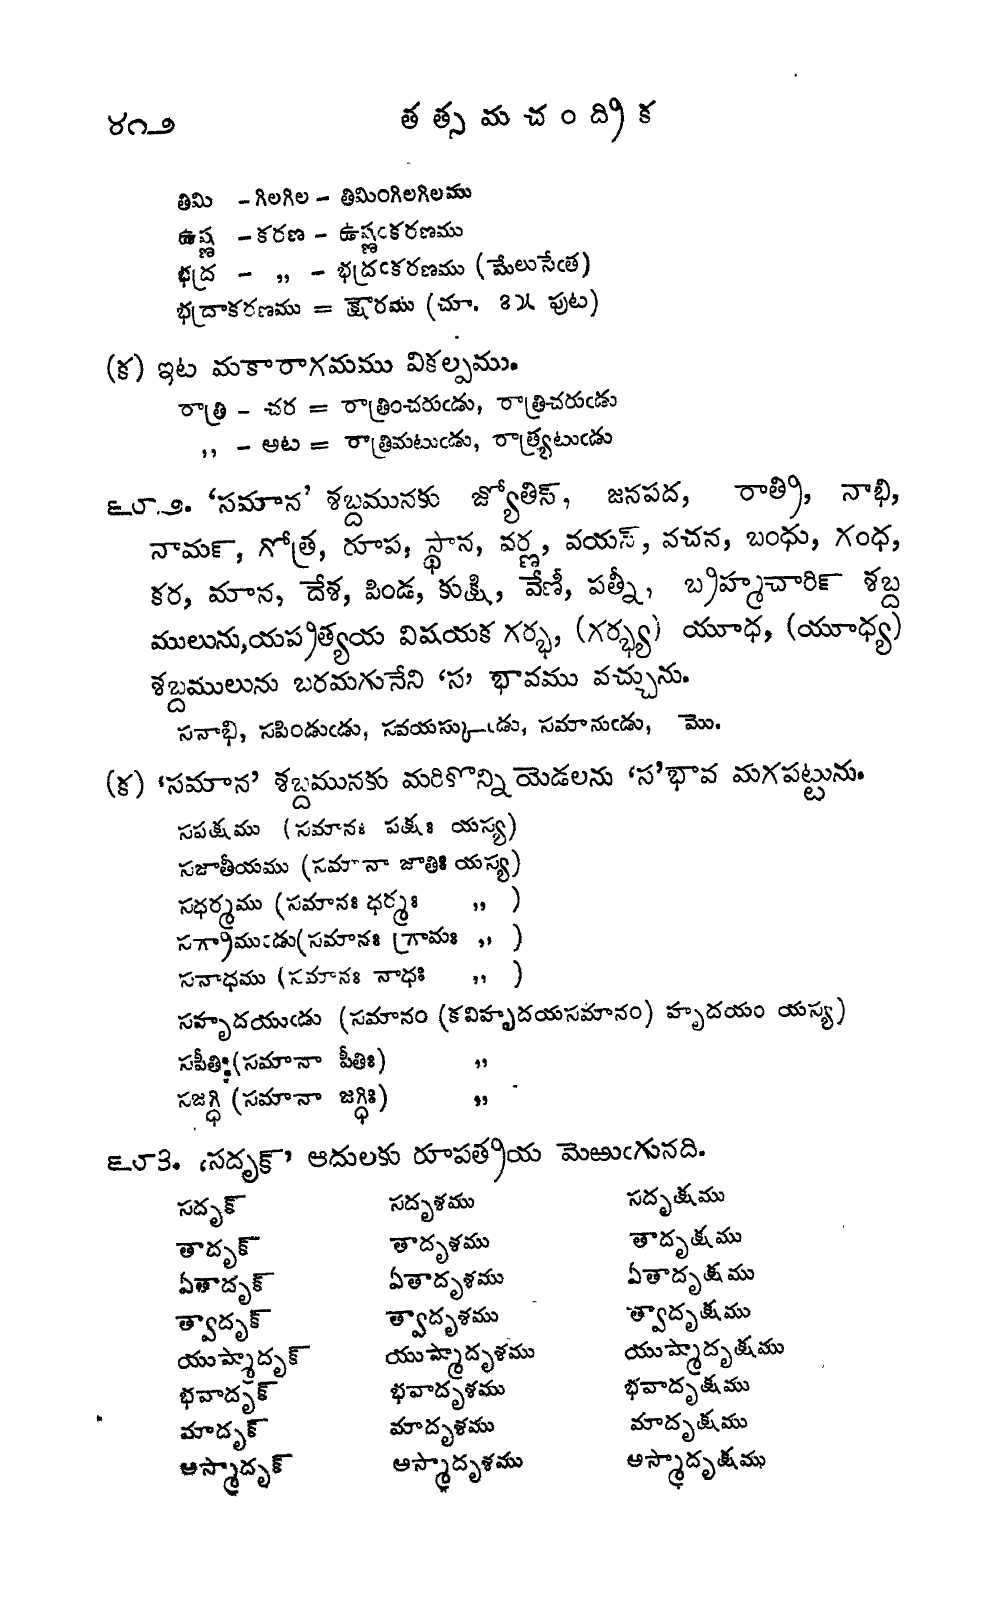 ౪౧౨ తత్సమచంద్రిక
తిమి – గిలగిల – తిమింగిలగిలము
ఉష్ణ – కరణ – ఉష్ణఁకరణము
భద్ర – ,, – భద్రఁకరణము (మేలుసేఁత)
భద్రాకరణము = క్షౌరము (చూ. ౭౫ పుట)
(క) ఇట మకారాగమము వికల్పము.
రాత్రి – చర = రాత్రించరుఁడు, రాత్రిచరుఁడు
,, – అట = రాత్రిమటుఁడు, రాత్ర్యటుఁడు
౬౮౨. ‘సమాన’ శబ్దమునకు జ్యోతిస్, జనపద, రాత్రి, నాభి,
నామన్, గోత్ర, రూప, స్థాన, వర్ణ, వయస్, వచన, బంధు, గంధ,
కర, మాన, దేశ, పిండ, కుక్షి, వేణీ, పత్నీ, బ్రహ్మచారిన్ శబ్ద
ములును,యప్రత్యయ విషయక గర్భ, (గర్భ్య) యూధ, (యూధ్య)
శబ్దములును బరమగునేని ‘స’ భావము వచ్చును.
సనాభి, సపిండుఁడు, సవయస్కుఁడు, సమానుఁడు, మొ.
(క) ‘సమాన’ శబ్దమునకు మరికొన్ని యెడలను ‘స’భావ మగపట్టును.
సపక్షము (సమానః పక్షః యస్య)
సజాతీయము (సమానా జాతిః యస్య)
సధర్మము (సమానః ధర్మః ,, )
సగ్రాముఁడు(సమానః గ్రామః ,, )
సనాధము (సమానః నాధః ,, )
సహృదయుఁడు (సమానం (కవిహృదయసమానం) హృదయం యస్య)
సపీతిః(సమానా పీతిః) ,,
సజగ్ధి (సమానా జగ్ధిః) ,,
౬౮౩. ‘సదృక్’ ఆదులకు రూపత్రయ మెఱుఁగునది.
సదృక్ సదృశము సదృక్షము
తాదృక్ తాదృశము తాదృక్షము
ఏతాదృక్ ఏతాదృశము ఏతాదృక్షము
త్వాదృక్ త్వాదృశము త్వాదృక్షము
యుష్మాదృక్ యుష్మాదృశము యుష్మాదృక్షము
భవాదృక్ భవాదృశము భవాదృక్షము
మాదృక్ మాదృశము మాదృక్షము
అస్మాదృక్ అస్మాదృశము అస్మాదృక్షము